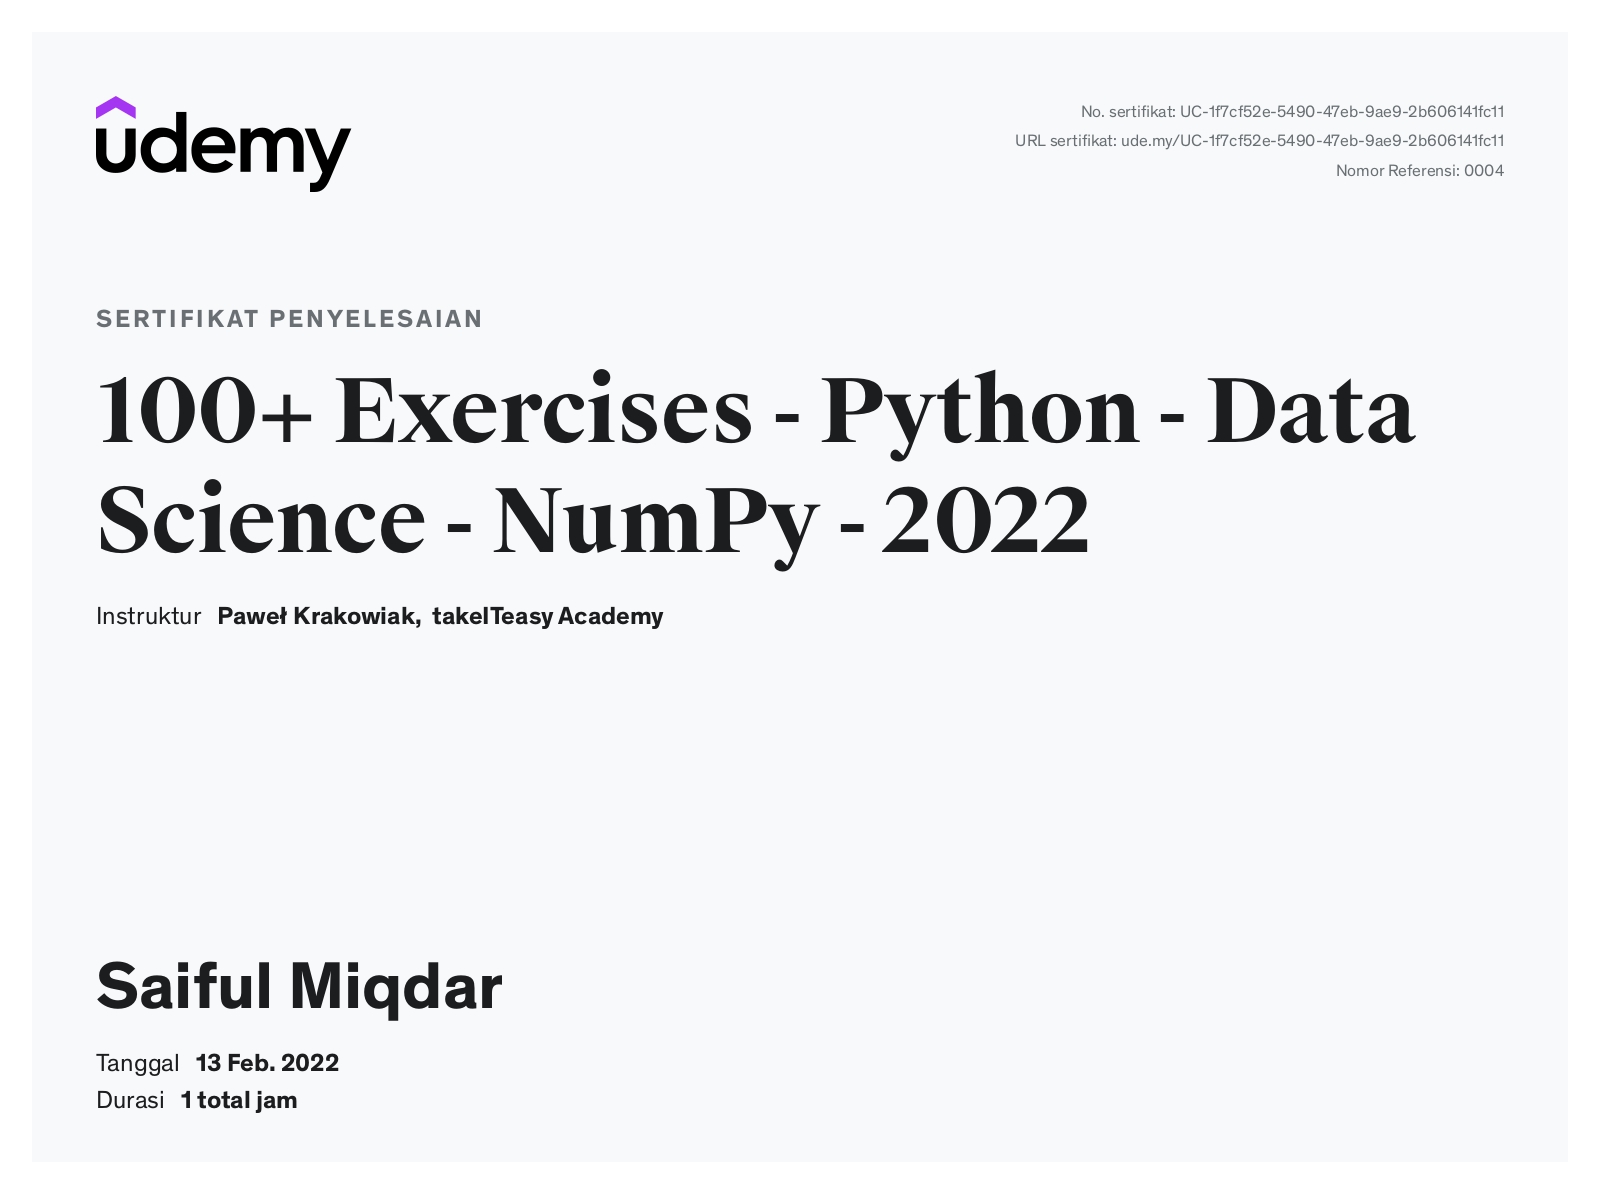 udemy
No. sertifikat: UC-1f7cf52e-5490-47eb-9ae9-2b606141fc11
URL sertifikat: ude.my/UC-1f7cf52e-5490-47eb-9ae9-2b606141fc11
Nomor Referensi: 0004
SERTIFIKAT PENYELESAIAN
100+ Exercises - Python - Data
Science - NumPy - 2022
Instruktur Paweł Krakowiak, takeITeasy Academy
Saiful Miqdar
Tanggal 13 Feb. 2022
Durasi 1 total jam